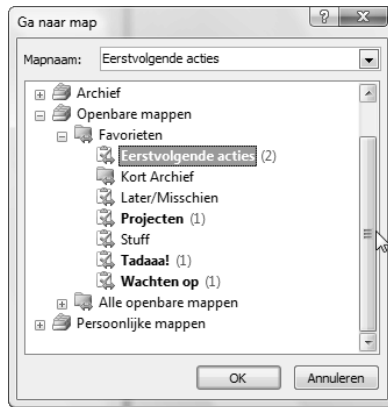 Ga naar map
Mapnaam: Eerstvolgende acties
Archief
Openbare mappen
Favorieten
Eerstvolgende acties (2)
Kort Archief
Later/Misschien
Projecten (1)
Stuff
Tadaaa! (1)
Wachten op (1)
Alle openbare mappen
Persoonlijke mappen
OK Annuleren